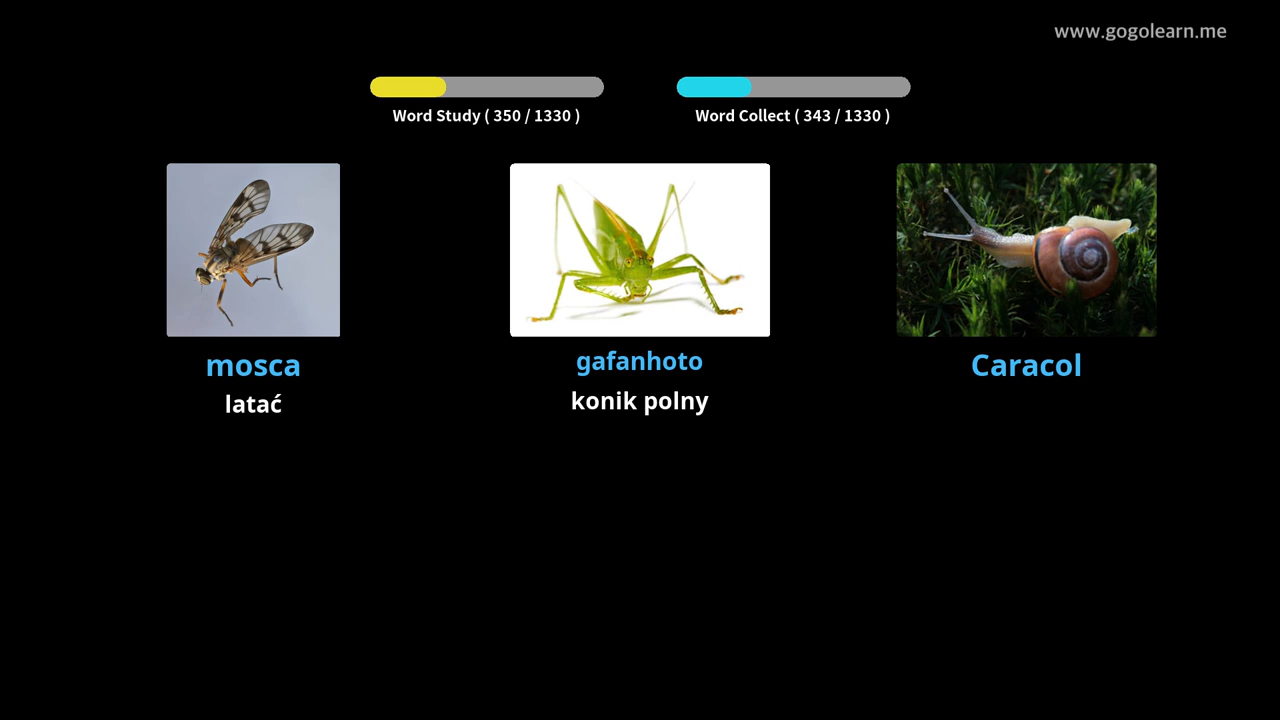 www.gogolearn.me
Word Study ( 350 / 1330 )
Word Collect ( 343 / 1330 )
mosca
latać
gafanhoto
konik polny
Caracol